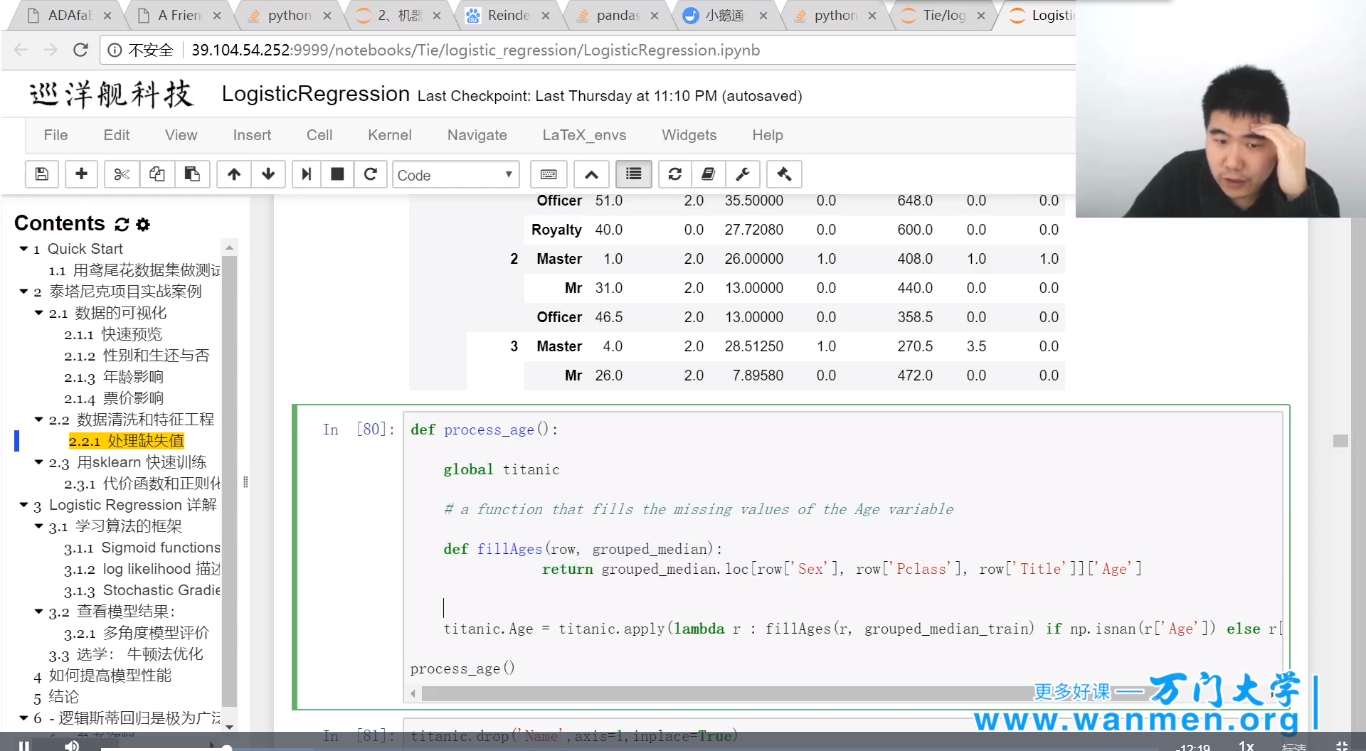 ADAfaB
A Frien
python
2、机器
Reinde
pandas
小鹅通
python
Tie/log
Logistic
不安全
39.104.54.252:9999/notebooks/Tie/logistic_regression/LogisticRegression.ipynb
巡洋舰科技
LogisticRegression Last Checkpoint: Last Thursday at 11:10 PM (autosaved)
File Edit View Insert Cell Kernel Navigate LaTeX_envs Widgets Help
Code
Contents
1 Quick Start
1.1 用鸢尾花数据集做测试
2 泰塔尼克项目实战案例
2.1 数据的可视化
2.1.1 快速预览
2.1.2 性别和生还与否
2.1.3 年龄影响
2.1.4 票价影响
2.2 数据清洗和特征工程
2.2.1 处理缺失值
2.3 用sklearn 快速训练
2.3.1 代价函数和正则化
3 Logistic Regression 详解
3.1 学习算法的框架
3.1.1 Sigmoid functions
3.1.2 log likelihood 描述
3.1.3 Stochastic Gradie
3.2 查看模型结果:
3.2.1 多角度模型评价
3.3 选学: 牛顿法优化
4 如何提高模型性能
5 结论
6 - 逻辑斯蒂回归是极为广泛
Officer 51.0 2.0 35.50000 0.0 648.0 0.0 0.0
Royalty 40.0 0.0 27.72080 0.0 600.0 0.0 0.0
2 Master 1.0 2.0 26.00000 1.0 408.0 1.0 1.0
Mr 31.0 2.0 13.00000 0.0 440.0 0.0 0.0
Officer 46.5 2.0 13.00000 0.0 358.5 0.0 0.0
3 Master 4.0 2.0 28.51250 1.0 270.5 3.5 0.0
Mr 26.0 2.0 7.89580 0.0 472.0 0.0 0.0
In [80]: def process_age():
global titanic
# a function that fills the missing values of the Age variable
def fillAges(row, grouped_median):
return grouped_median.loc[row['Sex'], row['Pclass'], row['Title']]['Age']
titanic.Age = titanic.apply(lambda r : fillAges(r, grouped_median_train) if np.isnan(r['Age']) else r[
process_age()
更多好课 — 万门大学
www.wanmen.org
In [81]: titanic.drop('Name',axis=1,inplace=True)
-12:19 1x 标清